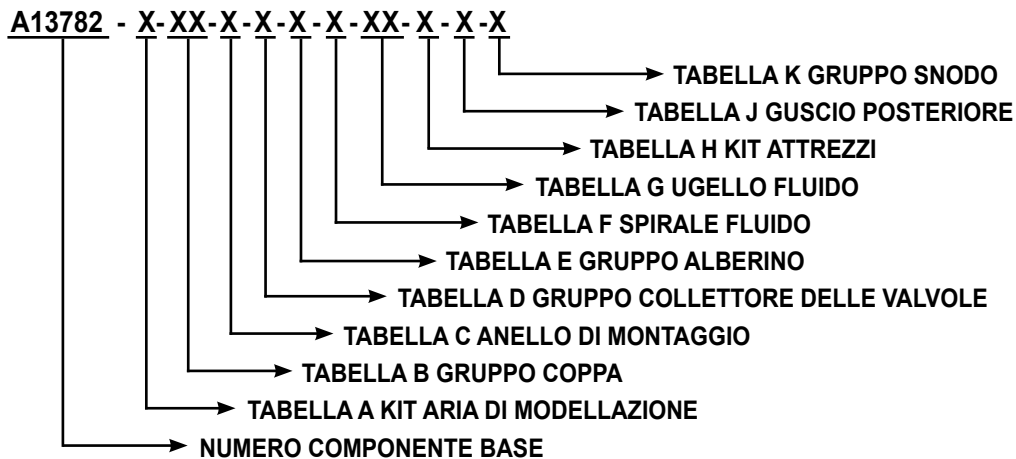 A13782 - X-XX-X-X-X-X-XX-X-X-X
TABELLA K GRUPPO SNODO
TABELLA J GUSCIO POSTERIORE
TABELLA H KIT ATTREZZI
TABELLA G UGELLO FLUIDO
TABELLA F SPIRALE FLUIDO
TABELLA E GRUPPO ALBERINO
TABELLA D GRUPPO COLLETTORE DELLE VALVOLE
TABELLA C ANELLO DI MONTAGGIO
TABELLA B GRUPPO COPPA
TABELLA A KIT ARIA DI MODELLAZIONE
NUMERO COMPONENTE BASE